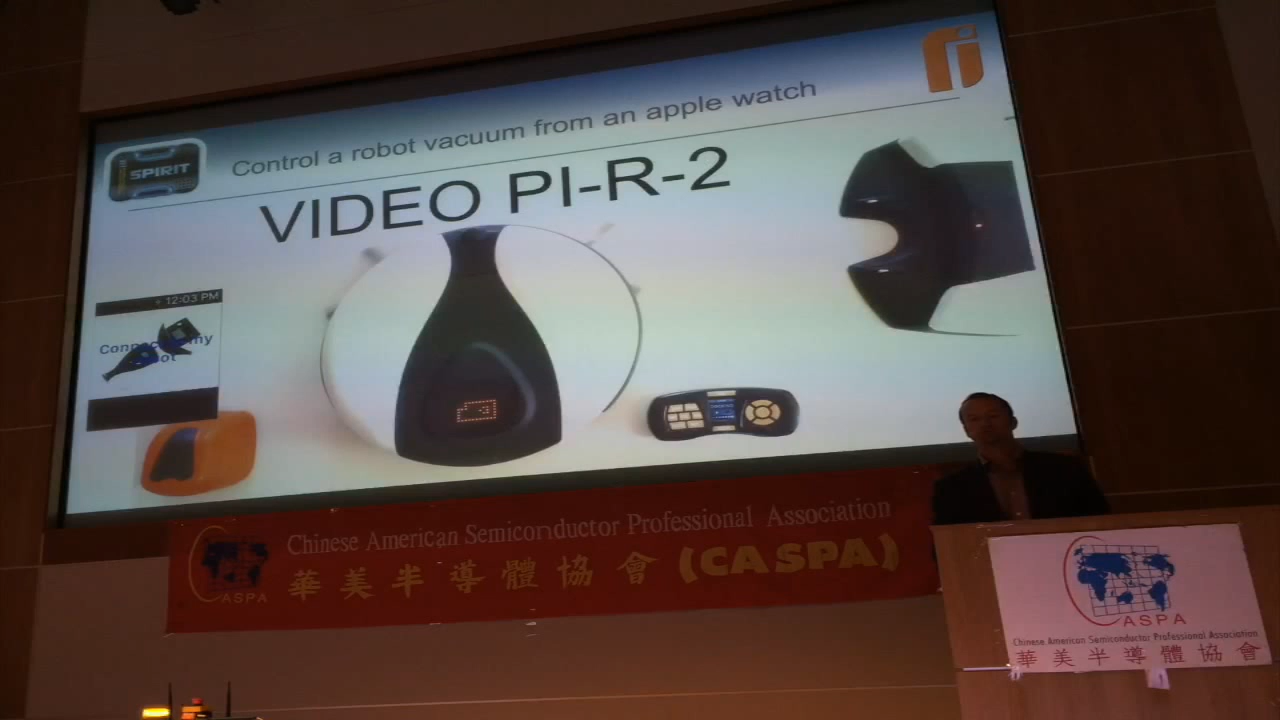 SPIRIT
Control a robot vacuum from an apple watch
VIDEO PI-R-2
12:03 PM
my
Chinese American Semiconductor Professional Association
華美半導體協會 (CASPA)
CASPA
CASPA
Chinese American Semiconductor Professional Association
華美半導體協會